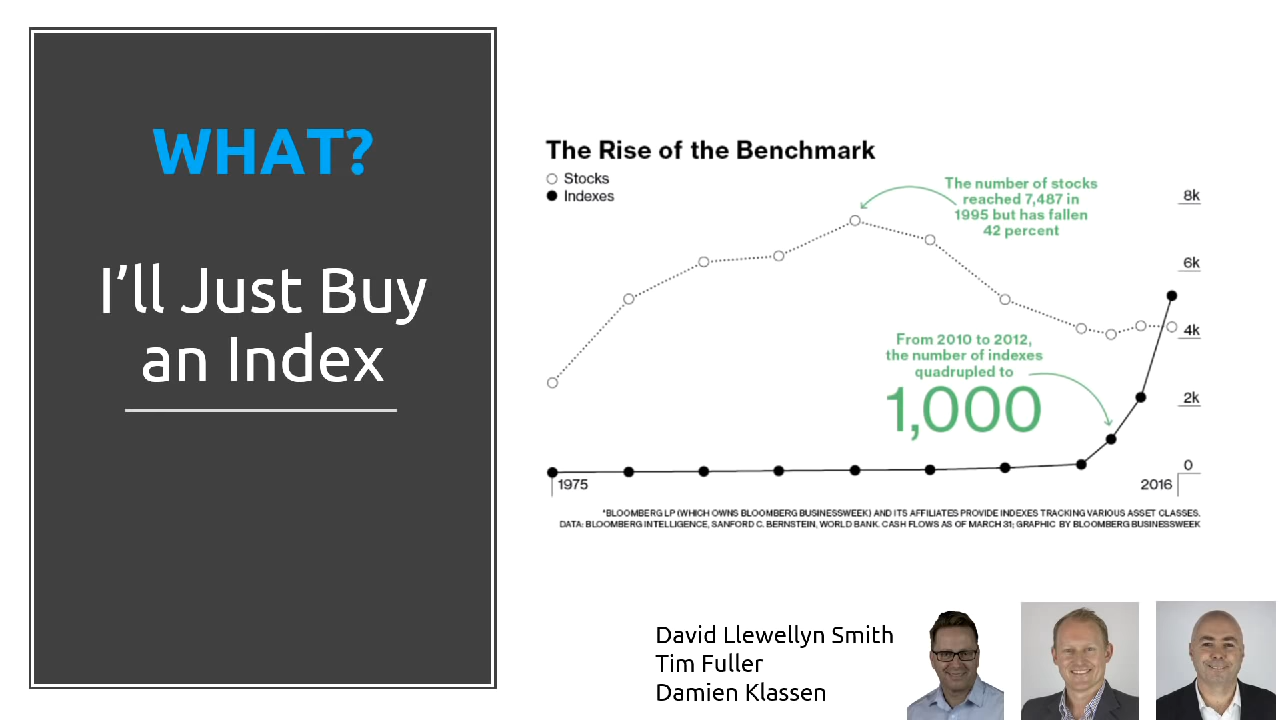 WHAT?
I’ll Just Buy
an Index
The Rise of the Benchmark
Stocks
Indexes
The number of stocks
reached 7,487 in
1995 but has fallen
42 percent
8k
6k
From 2010 to 2012,
the number of indexes
quadrupled to
1,000
4k
2k
0
1975
2016
*BLOOMBERG LP (WHICH OWNS BLOOMBERG BUSINESSWEEK) AND ITS AFFILIATES PROVIDE INDEXES TRACKING VARIOUS ASSET CLASSES.
DATA: BLOOMBERG INTELLIGENCE, SANFORD C. BERNSTEIN, WORLD BANK. CASH FLOWS AS OF MARCH 31; GRAPHIC BY BLOOMBERG BUSINESSWEEK
David Llewellyn Smith
Tim Fuller
Damien Klassen